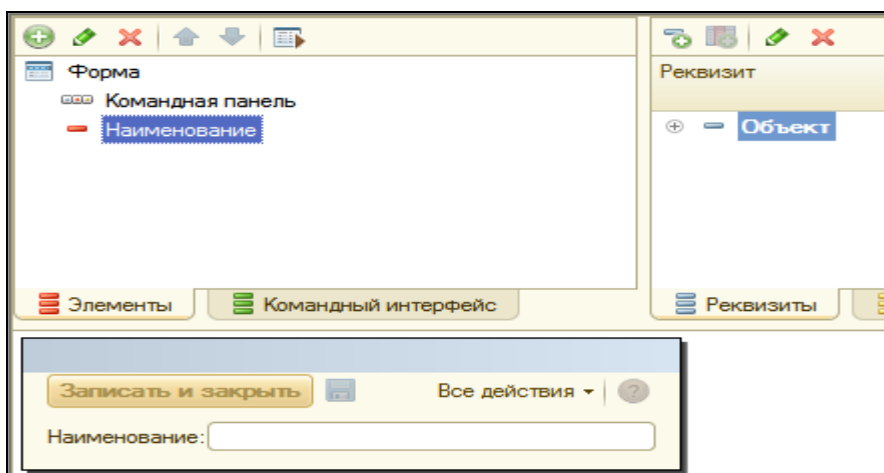 Форма
Командная панель
Наименование
Элементы
Командный интерфейс
Реквизит
Объект
Реквизиты
Записать и закрыть
Все действия
Наименование: